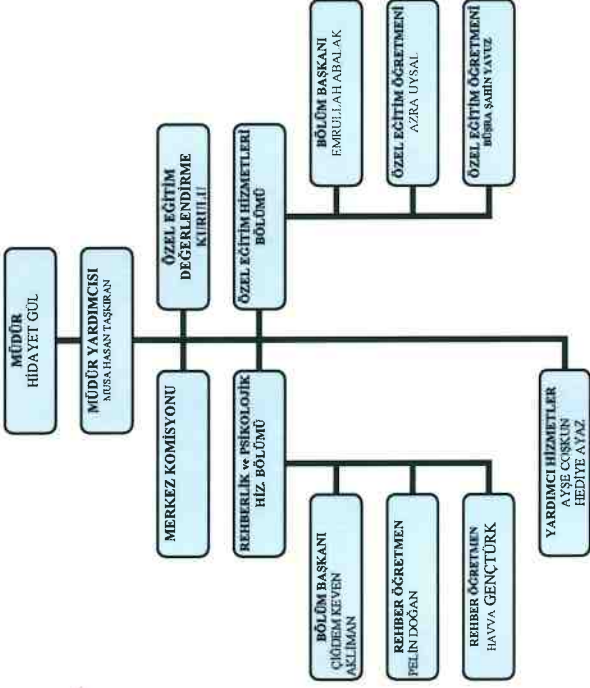 MÜDÜR
HİDAYET GÜL
MÜDÜR YARDIMCISI
MUSA HASAN TAŞKIRAN
MERKEZ KOMİSYONU
ÖZEL EĞİTİM
DEĞERLENDİRME
KURULU
REHBERLİK ve PSİKOLOJİK
HİZ. BÖLÜMÜ
ÖZEL EĞİTİM HİZMETLERİ
BÖLÜMÜ
BÖLÜM BAŞKANI
ÇİĞDEM KEVEN
AKLİMAN
REHBER ÖĞRETMEN
PELİN DOĞAN
REHBER ÖĞRETMEN
HAVVA GENÇTÜRK
BÖLÜM BAŞKANI
EMRULLAH ABALAK
ÖZEL EĞİTİM ÖĞRETMENİ
AZRA UYSAL
ÖZEL EĞİTİM ÖĞRETMENİ
BÜŞRA ŞAHİN YAVUZ
YARDIMCI HİZMETLER
AYŞE COŞKUN
HEDİYE AYAZ